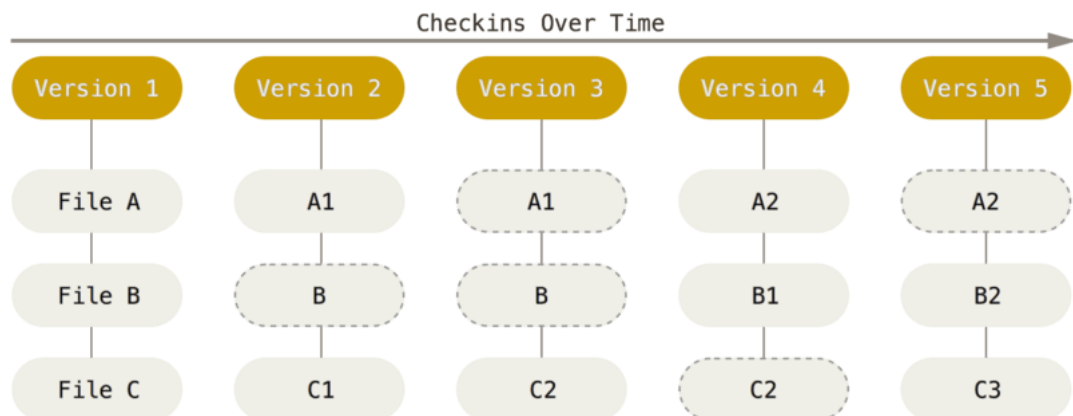 Checkins Over Time
Version 1 Version 2 Version 3 Version 4 Version 5
File A A1 A1 A2 A2
File B B B B1 B2
File C C1 C2 C2 C3